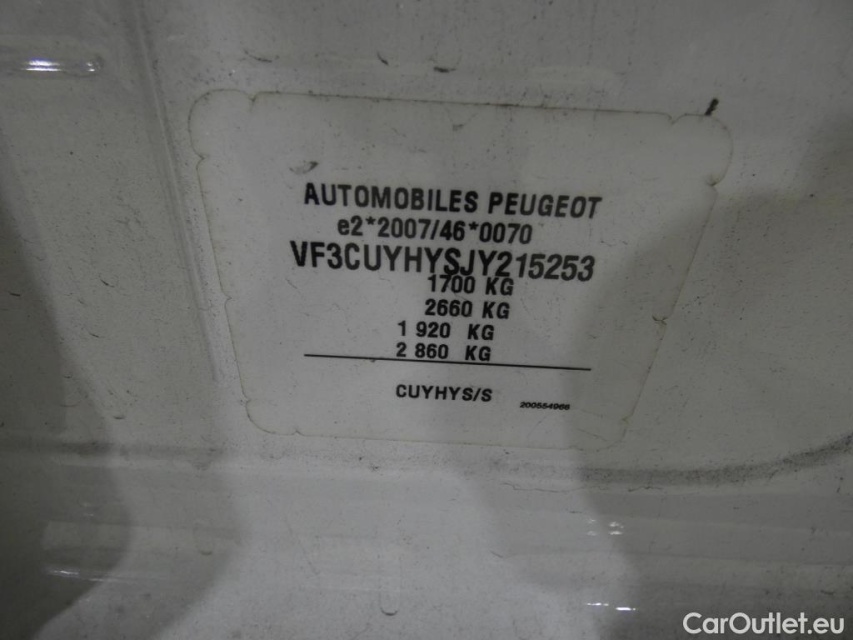 AUTOMOBILES PEUGEOT
e2*2007/46*0070
VF3CUYHYSJY215253
1700 KG
2660 KG
1 920 KG
2 860 KG
CUYHYS/S
200554966
CarOutlet.eu